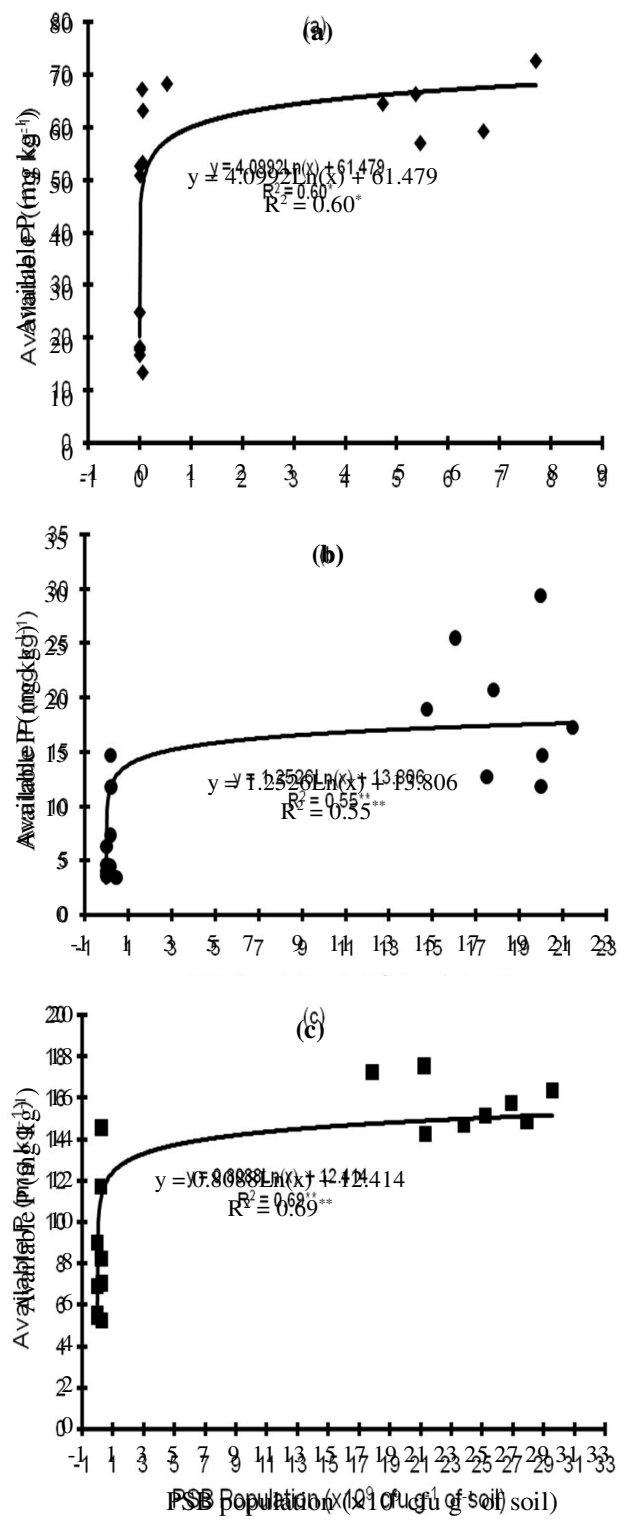 (a)
80
70
60
50
40
30
20
10
0
Available P (mg kg⁻¹)
y = 4.0992Ln(x) + 61.479
R² = 0.60*
-1 0 1 2 3 4 5 6 7 8 9
(b)
35
30
25
20
15
10
5
0
Available P (mg kg⁻¹)
y = 1.2526Ln(x) + 13.806
R² = 0.55**
-1 1 3 5 7 9 11 13 15 17 19 21 23
(c)
20
18
16
14
12
10
8
6
4
2
0
Available P (mg kg⁻¹)
y = 0.8088Ln(x) + 12.414
R² = 0.69**
-1 1 3 5 7 9 11 13 15 17 19 21 23 25 27 29 31 33
PSB population (x10⁹ cfu g⁻¹ of soil)